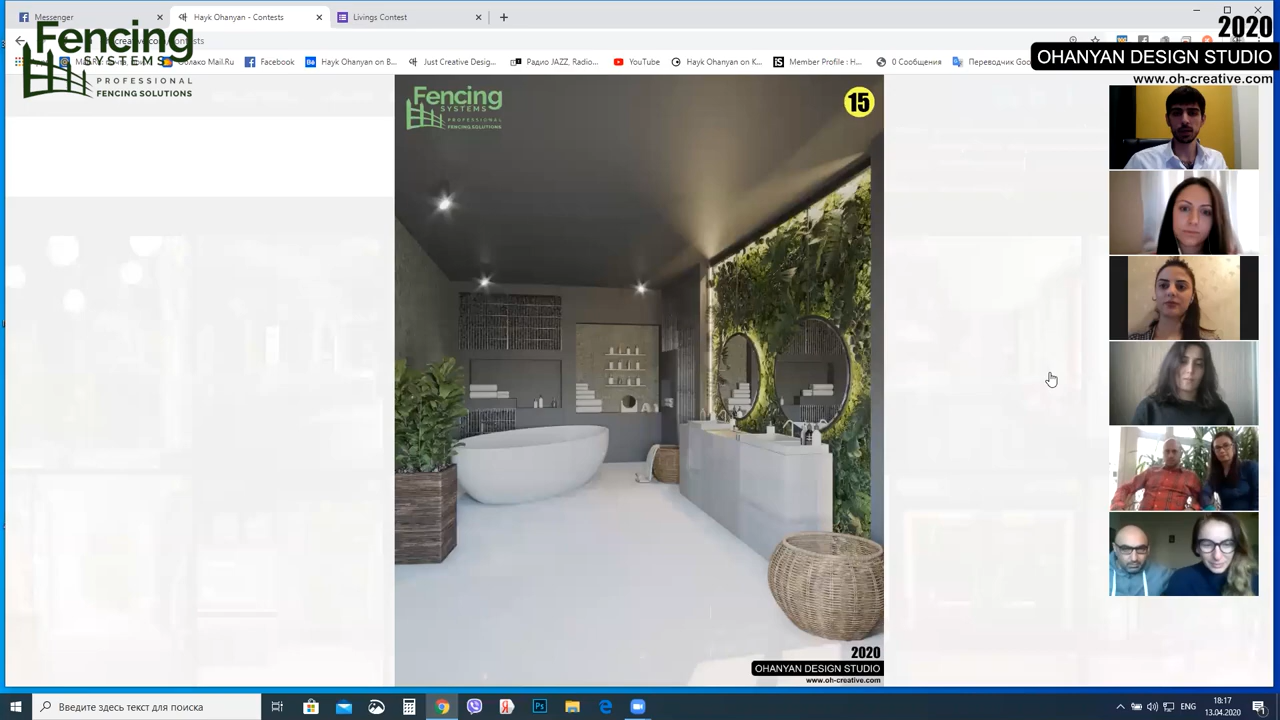 Messenger
Hayk Ohanyan - Contests
Livings Contest
Fencing
SYSTEMS
PROFESSIONAL
FENCING SOLUTIONS
2020
OHANYAN DESIGN STUDIO
www.oh-creative.com
Облако Mail.Ru
Facebook
Hayk Ohanyan on B...
Just Creative Desig...
Радио JAZZ, Radio...
YouTube
Hayk Ohanyan on K...
Member Profile : H...
0 Сообщения
Переводчик Goo
Fencing
SYSTEMS
PROFESSIONAL
FENCING SOLUTIONS
15
2020
OHANYAN DESIGN STUDIO
www.oh-creative.com
Введите здесь текст для поиска
ENG
18:17
13.04.2020